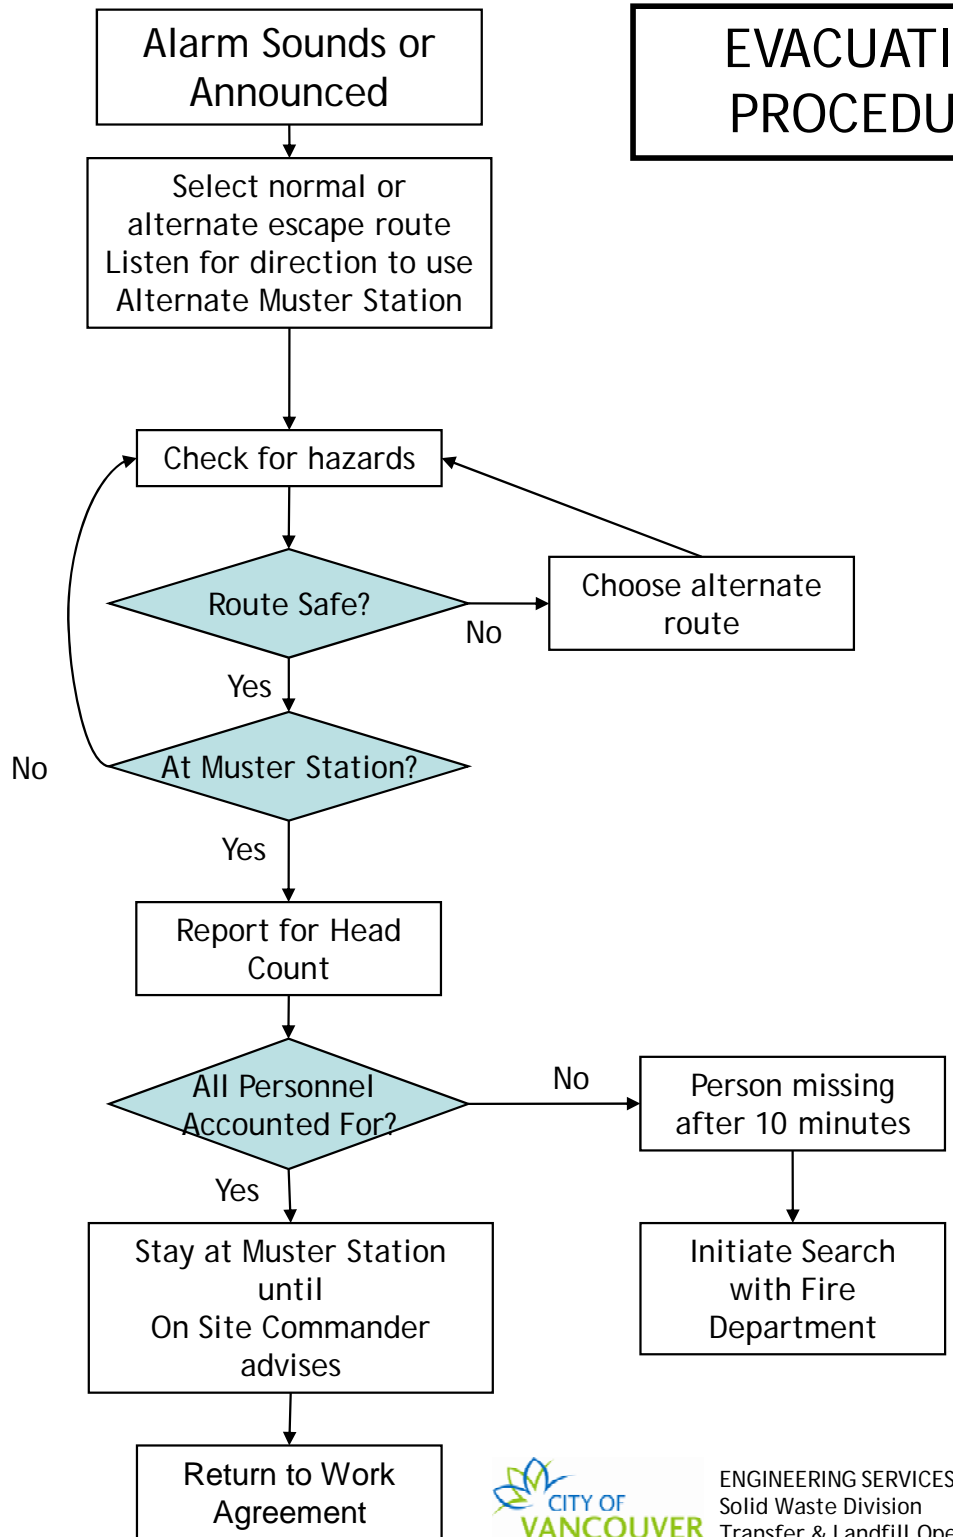 Alarm Sounds or
Announced
EVACUATI
PROCEDU
Select normal or
alternate escape route
Listen for direction to use
Alternate Muster Station
Check for hazards
Route Safe?
No
Choose alternate
route
Yes
At Muster Station?
No
Yes
Report for Head
Count
All Personnel
Accounted For?
No
Person missing
after 10 minutes
Yes
Stay at Muster Station
until
On Site Commander
advises
Initiate Search
with Fire
Department
Return to Work
Agreement
CITY OF
VANCOUVER
ENGINEERING SERVICES
Solid Waste Division
Transfer & Landfill Ope